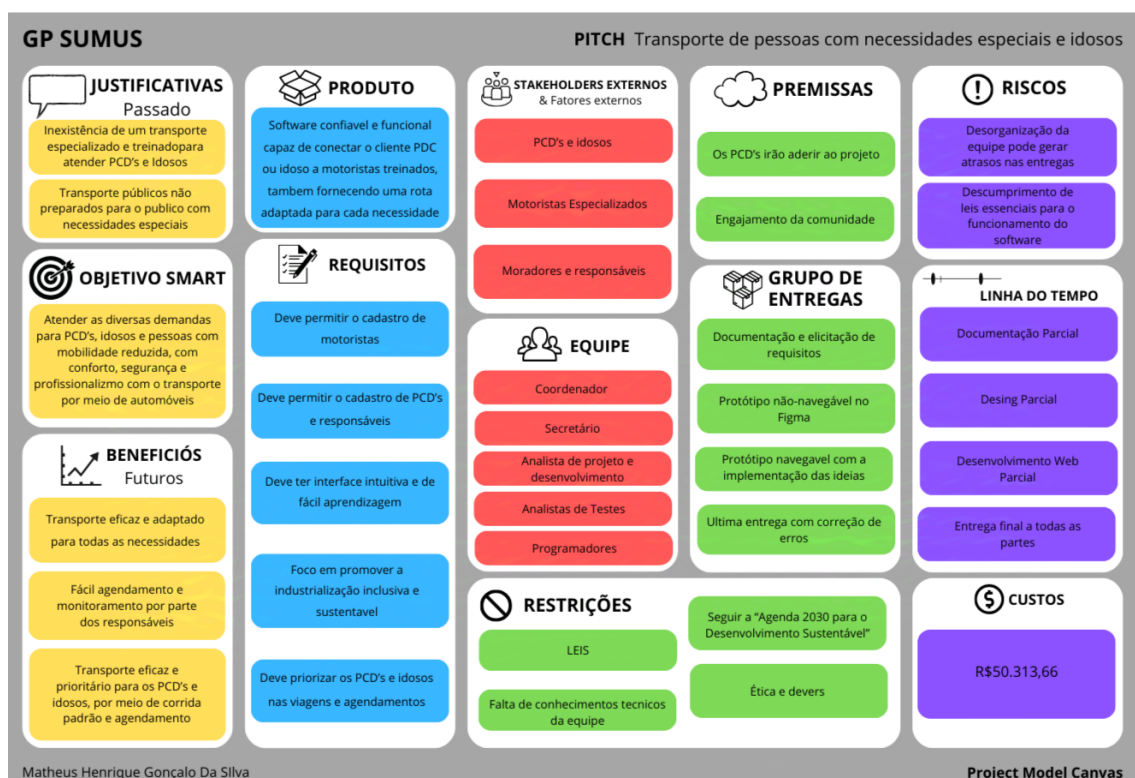 GP SUMUS
PITCH Transporte de pessoas com necessidades especiais e idosos
JUSTIFICATIVAS
Passado
Inexistência de um transporte
especializado e treinadopara
atender PCD's e Idosos
Transporte públicos não
preparados para o publico com
necessidades especiais
OBJETIVO SMART
Atender as diversas demandas
para PCD's, idosos e pessoas com
mobilidade reduzida, com
conforto, segurança e
profissionalizmo com o transporte
por meio de automóveis
BENEFICIÓS
Futuros
Transporte eficaz e adaptado
para todas as necessidades
Fácil agendamento e
monitoramento por parte
dos responsáveis
Transporte eficaz e
prioritário para os PCD's e
idosos, por meio de corrida
padrão e agendamento
PRODUTO
Software confiavel e funcional
capaz de conectar o cliente PDC
ou idoso a motoristas treinados,
tambem fornecendo uma rota
adaptada para cada necessidade
REQUISITOS
Deve permitir o cadastro de
motoristas
Deve permitir o cadastro de PCD's
e responsáveis
Deve ter interface intuitiva e de
fácil aprendizagem
Foco em promover a
industrialização inclusiva e
sustentavel
Deve priorizar os PCD's e idosos
nas viagens e agendamentos
STAKEHOLDERS EXTERNOS
& Fatores externos
PCD's e idosos
Motoristas Especializados
Moradores e responsáveis
EQUIPE
Coordenador
Secretário
Analista de projeto e
desenvolvimento
Analistas de Testes
Programadores
PREMISSAS
Os PCD's irão aderir ao projeto
Engajamento da comunidade
GRUPO DE
ENTREGAS
Documentação e elicitação de
requisitos
Protótipo não-navegável no
Figma
Protótipo navegavel com a
implementação das ideias
Ultima entrega com correção de
erros
RESTRIÇÕES
LEIS
Falta de conhecimentos tecnicos
da equipe
Seguir a “Agenda 2030 para o
Desenvolvimento Sustentável”
Ética e devers
RISCOS
Desorganização da
equipe pode gerar
atrasos nas entregas
Descumprimento de
leis essenciais para o
funcionamento do
software
LINHA DO TEMPO
Documentação Parcial
Desing Parcial
Desenvolvimento Web
Parcial
Entrega final a todas as
partes
CUSTOS
R$50.313,66
Matheus Henrique Gonçalo Da SIlva
Project Model Canvas